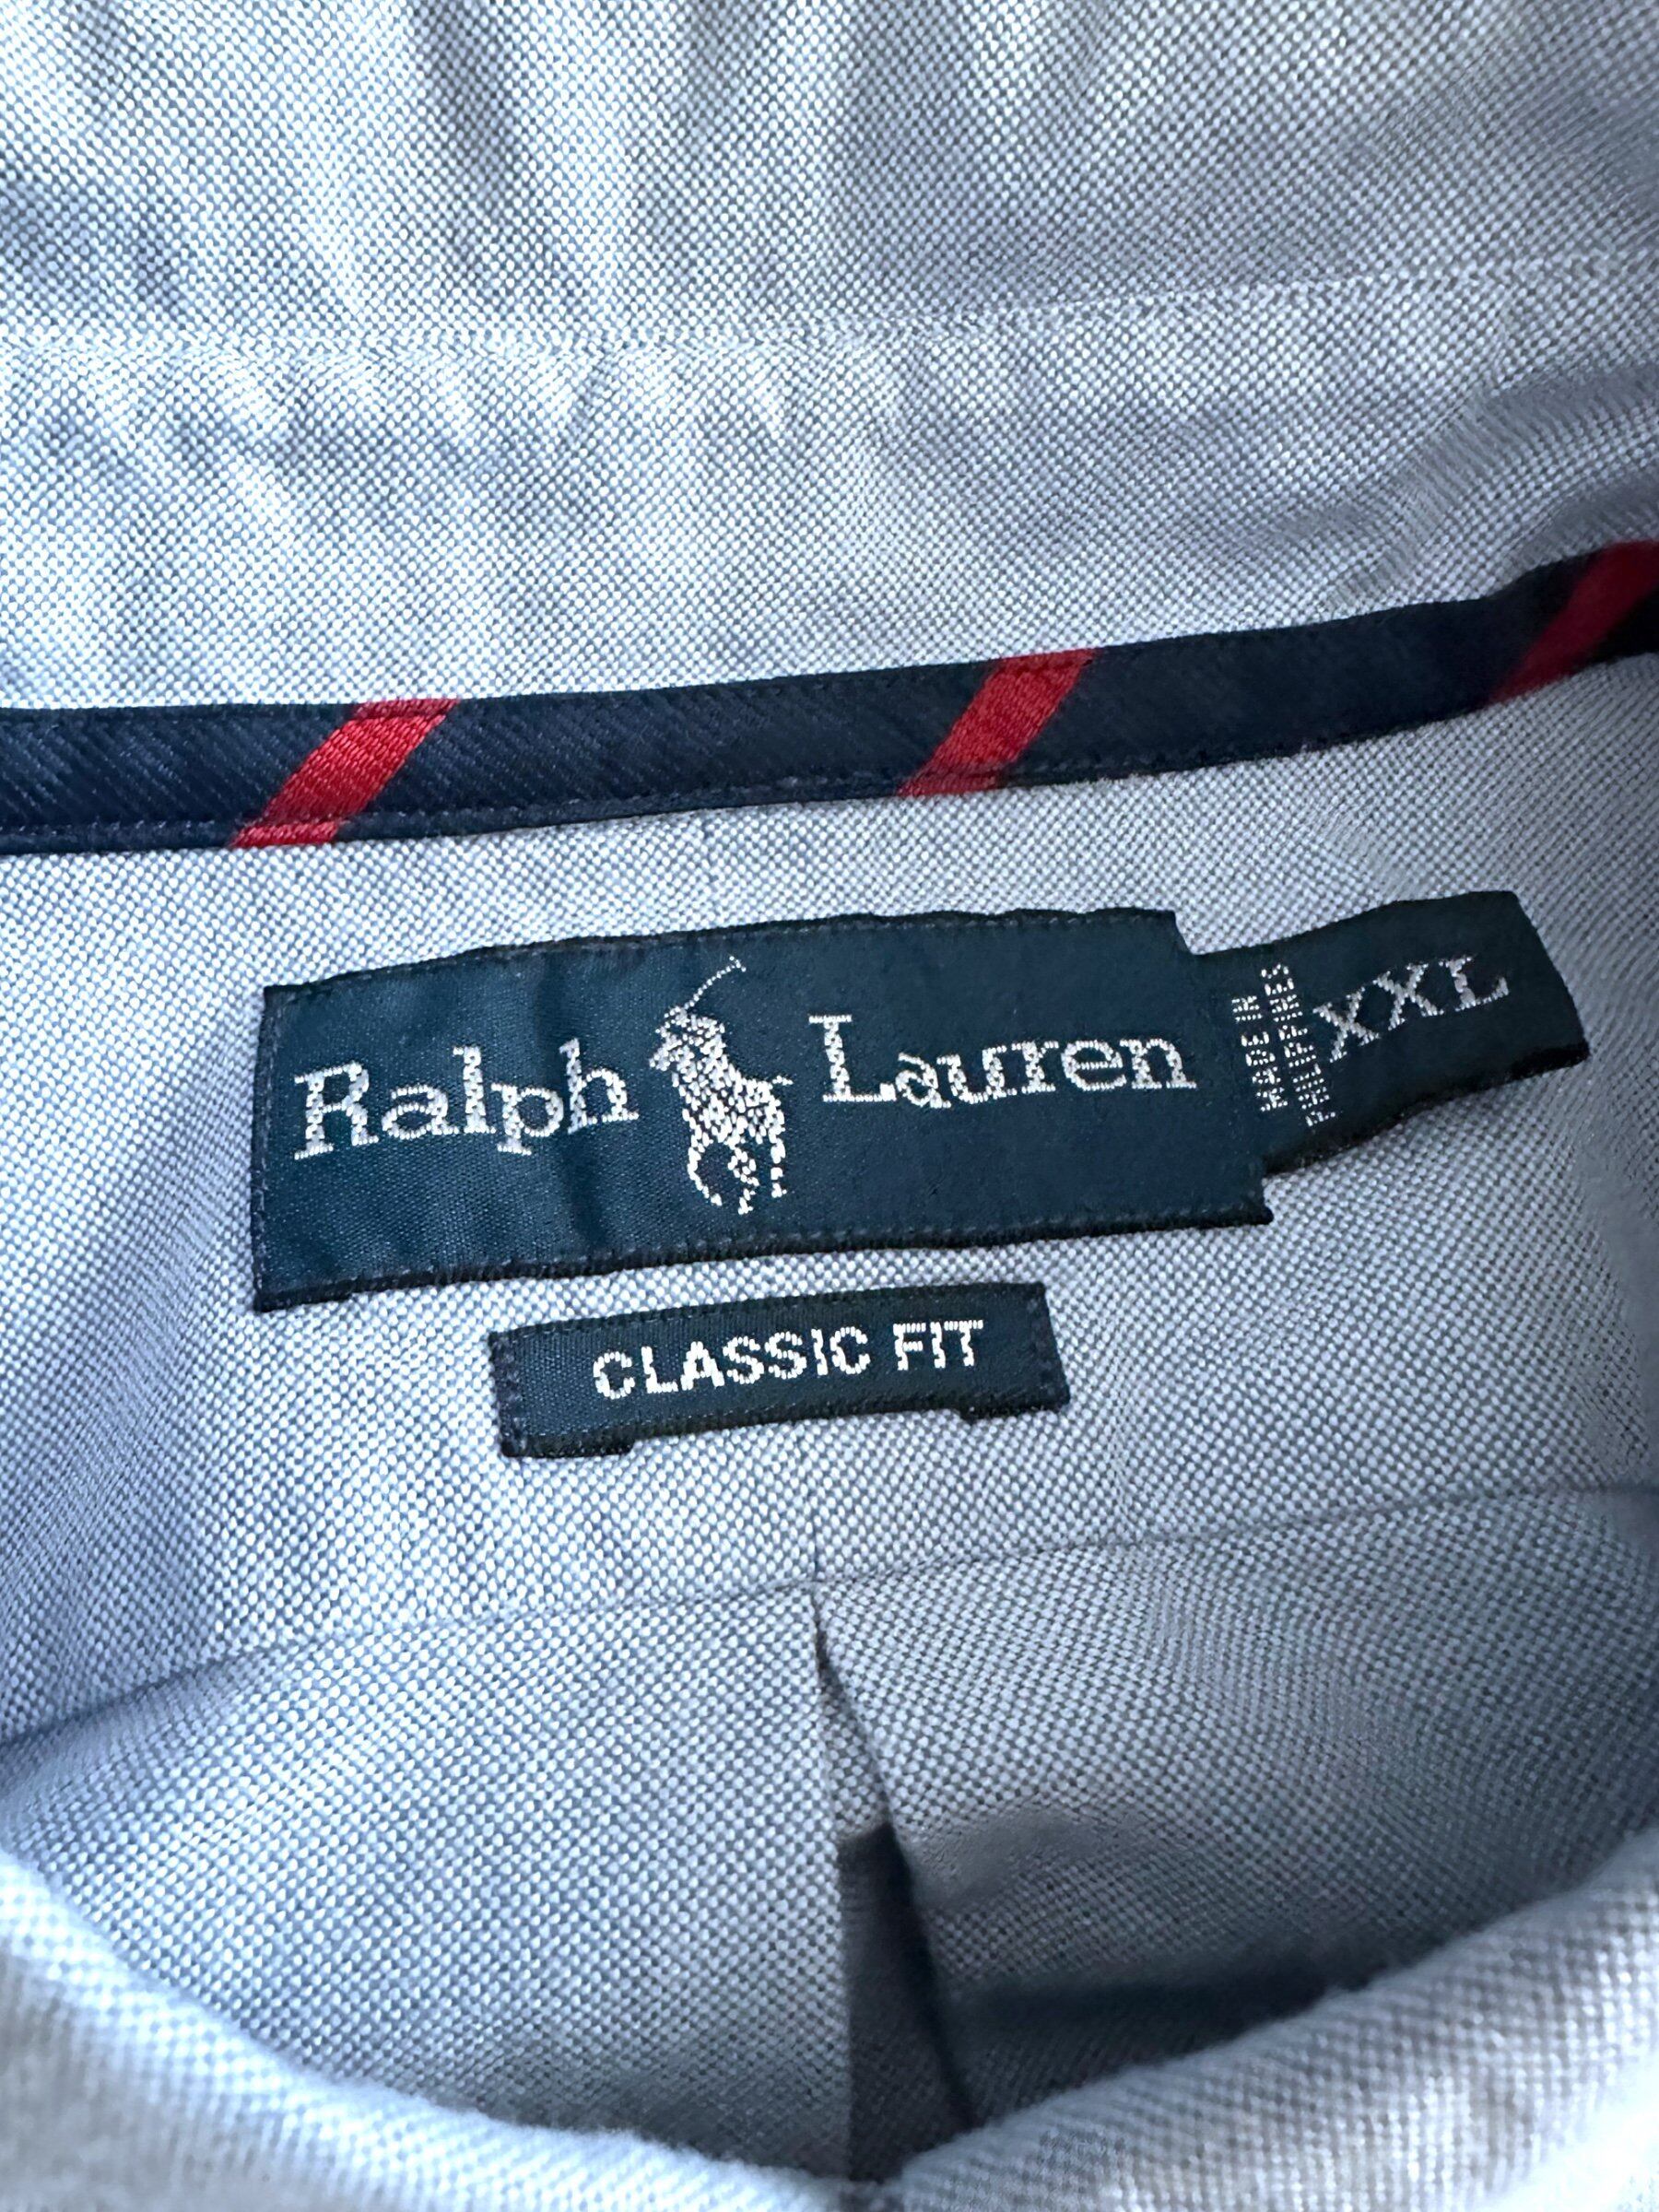 Ralph Lauren
MADE IN
PHILIPPINES
XXL
CLASSIC FIT